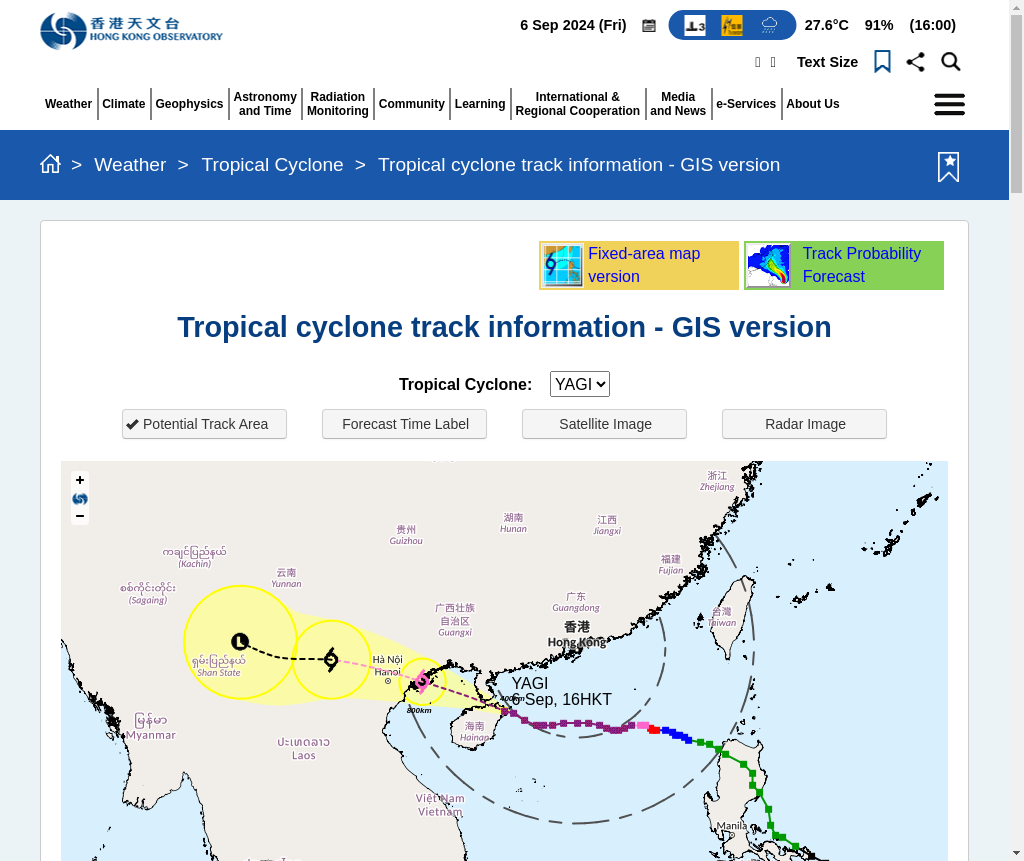 香港天文台
HONG KONG OBSERVATORY
6 Sep 2024 (Fri)
3
27.6°C 91% (16:00)
Text Size
Weather
Climate
Geophysics
Astronomy
and Time
Radiation
Monitoring
Community
Learning
International &
Regional Cooperation
Media
and News
e-Services
About Us
> Weather > Tropical Cyclone > Tropical cyclone track information - GIS version
Fixed-area map
version
Track Probability
Forecast
Tropical cyclone track information - GIS version
Tropical Cyclone: YAGI
Potential Track Area
Forecast Time Label
Satellite Image
Radar Image
+
−
浙江
Zhejiang
湖南
Hunan
江西
Jiangxi
贵州
Guizhou
ကချင်ပြည်နယ်
(Kachin)
福建
Fujian
云南
Yunnan
စစ်ကိုင်းတိုင်း
(Sagaing)
广东
Guangdong
广西壮族
自治区
Guangxi
台灣
Taiwan
香港
Hong Kong
L
ရှမ်းပြည်နယ်
Shan State
Hà Nội
Hanoi
YAGI
6 Sep, 16HKT
400km
800km
海南
Hainan
မြန်မာ
Myanmar
ປະເທດລາວ
Laos
Việt Nam
Vietnam
Manila